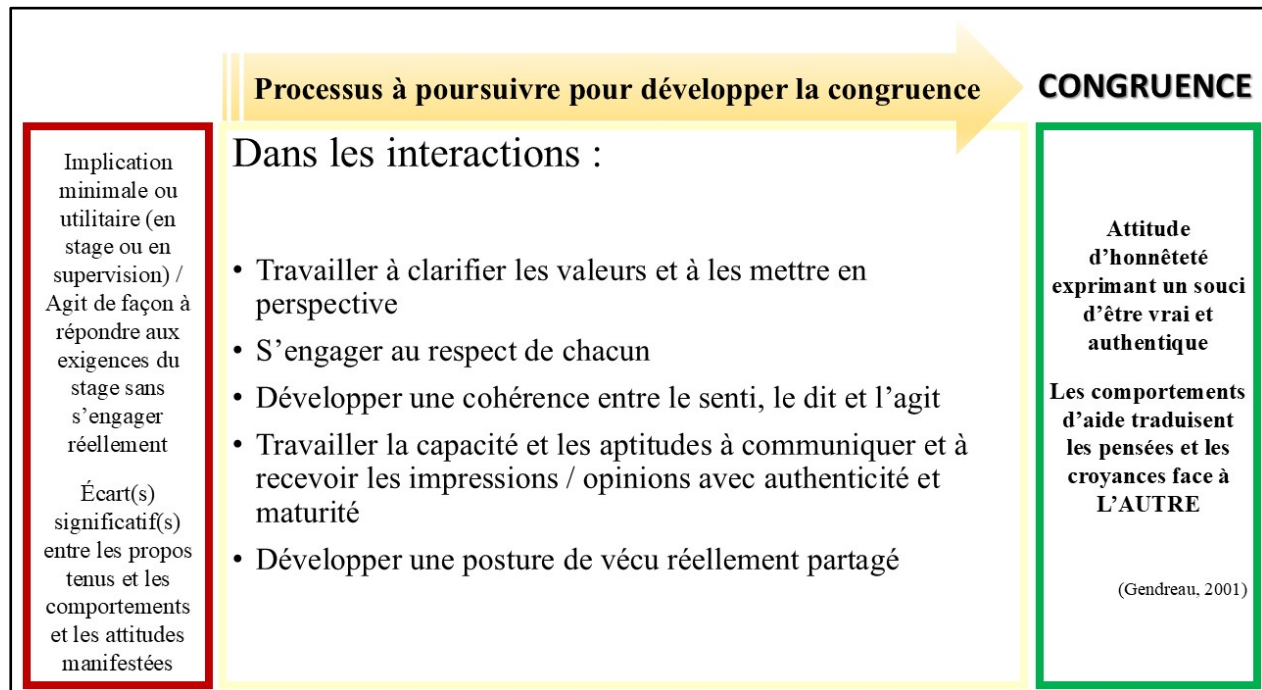 Processus à poursuivre pour développer la congruence
CONGRUENCE
Implication
minimale ou
utilitaire (en
stage ou en
supervision) /
Agit de façon à
répondre aux
exigences du
stage sans
s’engager
réellement
Écart(s)
significatif(s)
entre les propos
tenus et les
comportements
et les attitudes
manifestées
Dans les interactions :
• Travailler à clarifier les valeurs et à les mettre en
perspective
• S’engager au respect de chacun
• Développer une cohérence entre le senti, le dit et l’agit
• Travailler la capacité et les aptitudes à communiquer et à
recevoir les impressions / opinions avec authenticité et
maturité
• Développer une posture de vécu réellement partagé
Attitude
d’honnêteté
exprimant un souci
d’être vrai et
authentique
Les comportements
d’aide traduisent
les pensées et les
croyances face à
L’AUTRE
(Gendreau, 2001)